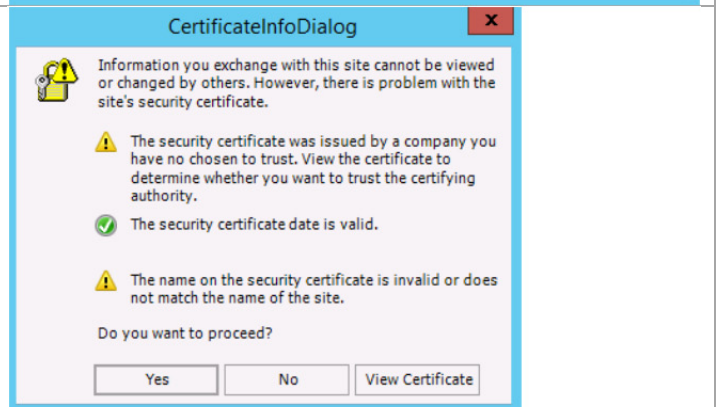 CertificateInfoDialog
x
Information you exchange with this site cannot be viewed
or changed by others. However, there is problem with the
site's security certificate.
The security certificate was issued by a company you
have no chosen to trust. View the certificate to
determine whether you want to trust the certifying
authority.
The security certificate date is valid.
The name on the security certificate is invalid or does
not match the name of the site.
Do you want to proceed?
Yes
No
View Certificate